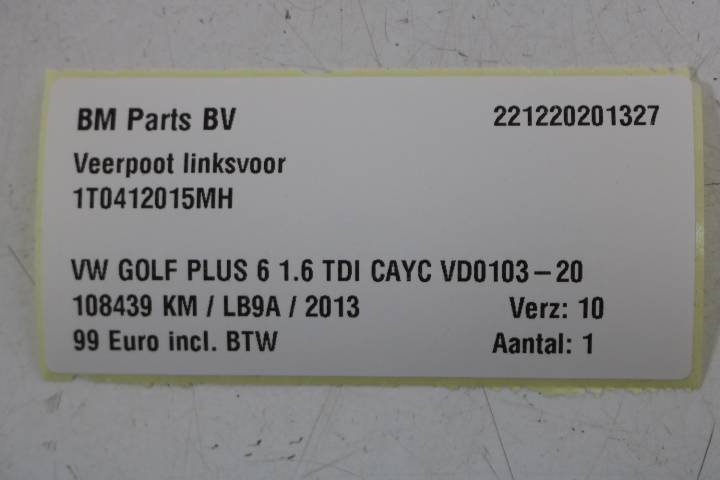 BM Parts BV 221220201327
Veerpoot linksvoor
1T0412015MH
VW GOLF PLUS 6 1.6 TDI CAYC VD0103-20
108439 KM / LB9A / 2013 Verz: 10
99 Euro incl. BTW Aantal: 1